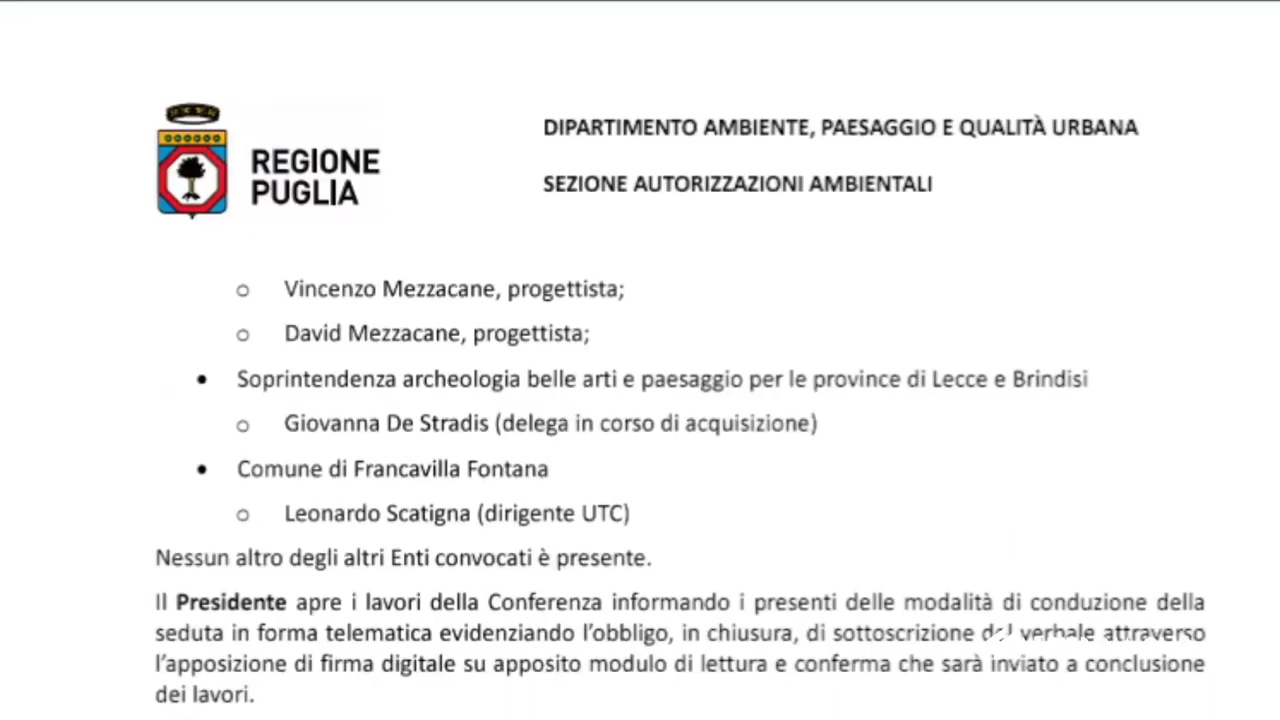 REGIONE
PUGLIA
DIPARTIMENTO AMBIENTE, PAESAGGIO E QUALITÀ URBANA
SEZIONE AUTORIZZAZIONI AMBIENTALI
o Vincenzo Mezzacane, progettista;
o David Mezzacane, progettista;
• Soprintendenza archeologia belle arti e paesaggio per le province di Lecce e Brindisi
o Giovanna De Stradis (delega in corso di acquisizione)
• Comune di Francavilla Fontana
o Leonardo Scatigna (dirigente UTC)
Nessun altro degli altri Enti convocati è presente.
Il Presidente apre i lavori della Conferenza informando i presenti delle modalità di conduzione della
seduta in forma telematica evidenziando l'obbligo, in chiusura, di sottoscrizione del verbale attraverso
l'apposizione di firma digitale su apposito modulo di lettura e conferma che sarà inviato a conclusione
dei lavori.